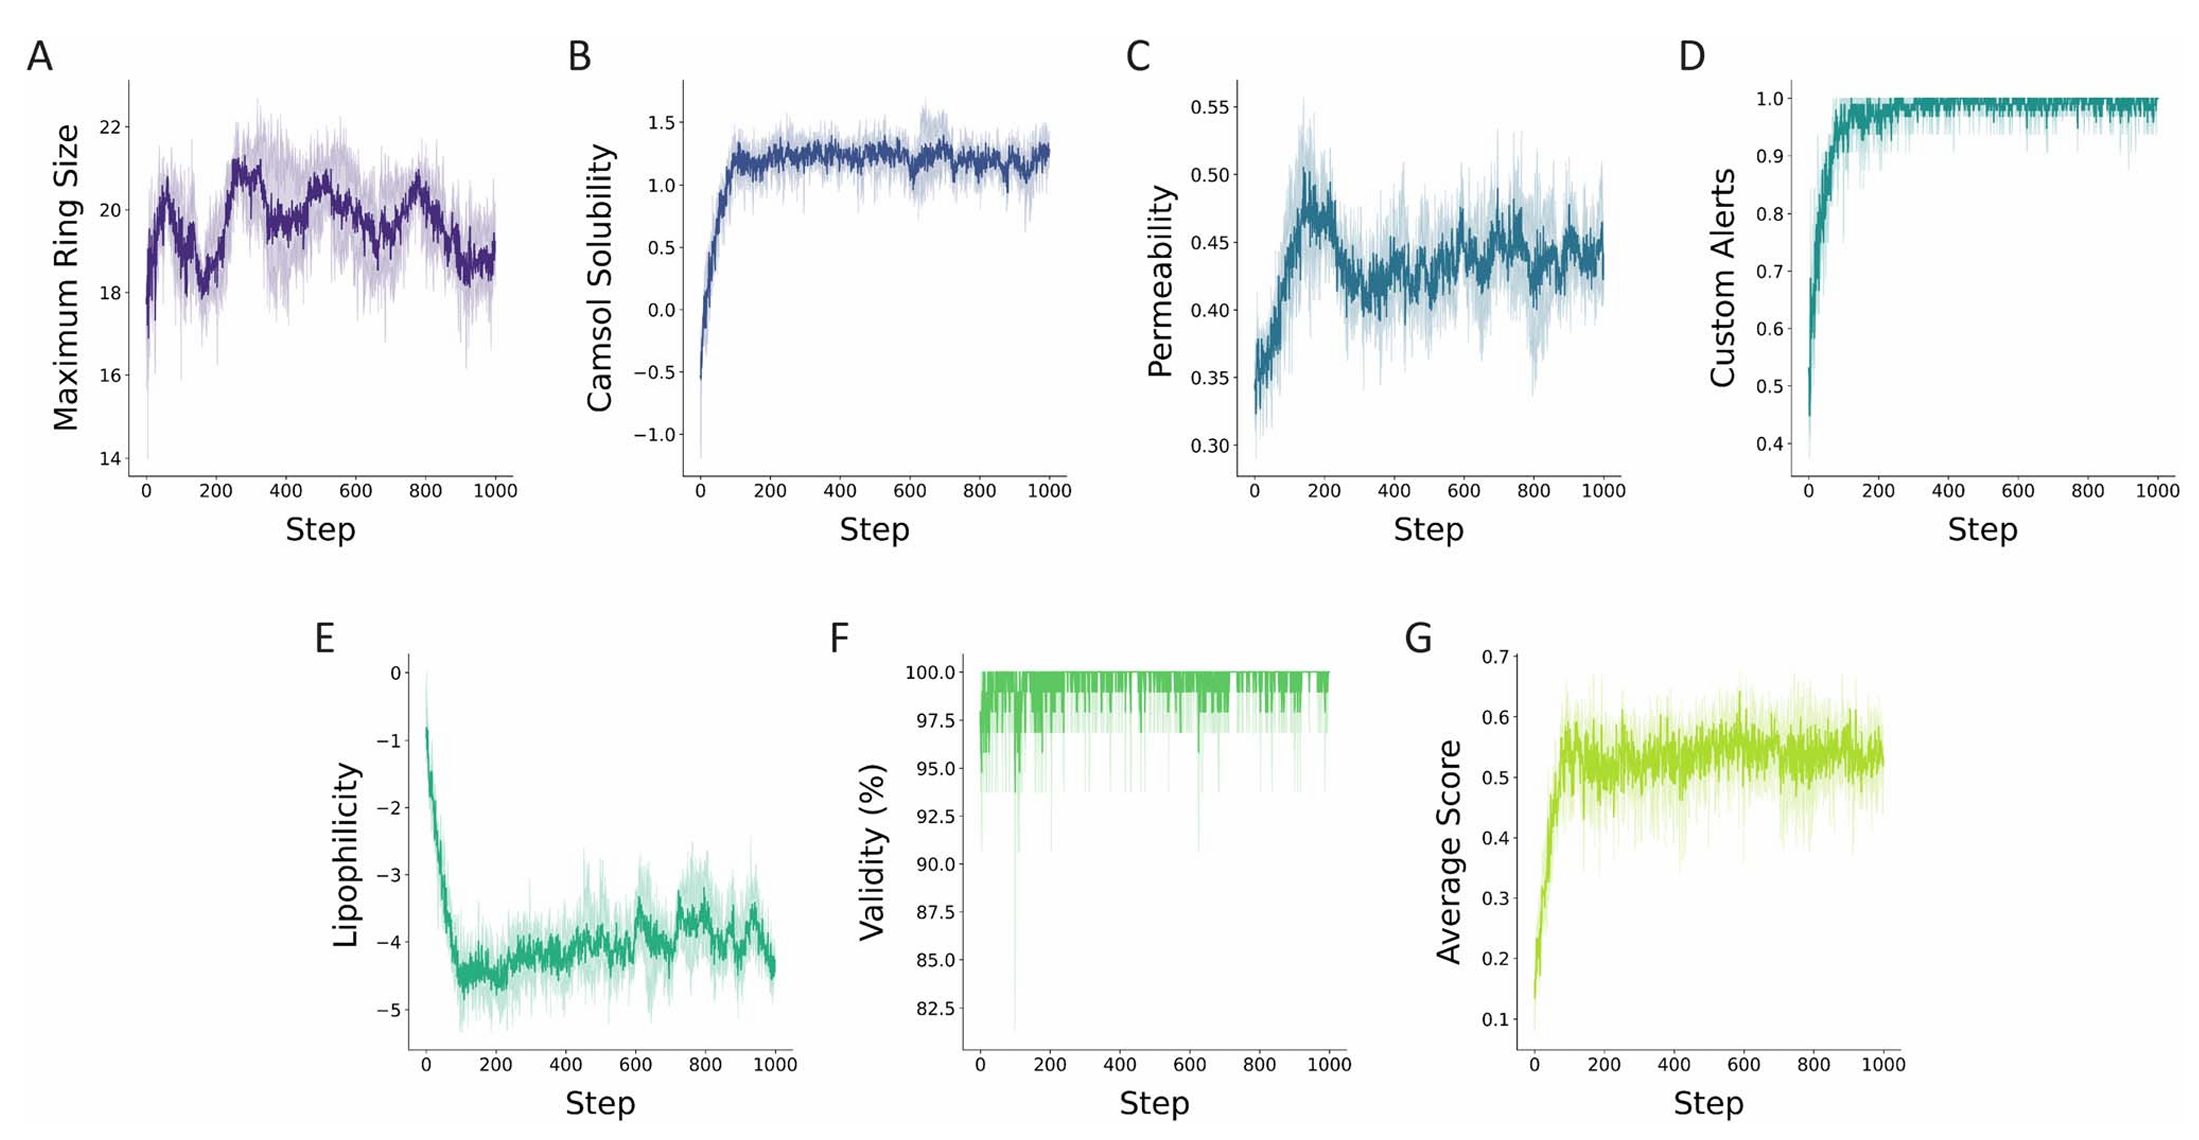 A
B
C
D
Maximum Ring Size
22
20
18
16
14
0 200 400 600 800 1000
Step
Camsol Solubility
1.5
1.0
0.5
0.0
−0.5
−1.0
0 200 400 600 800 1000
Step
Permeability
0.55
0.50
0.45
0.40
0.35
0.30
0 200 400 600 800 1000
Step
Custom Alerts
1.0
0.9
0.8
0.7
0.6
0.5
0.4
0 200 400 600 800 1000
Step
E
F
G
Lipophilicity
0
−1
−2
−3
−4
−5
0 200 400 600 800 1000
Step
Validity (%)
100.0
97.5
95.0
92.5
90.0
87.5
85.0
82.5
0 200 400 600 800 1000
Step
Average Score
0.7
0.6
0.5
0.4
0.3
0.2
0.1
0 200 400 600 800 1000
Step